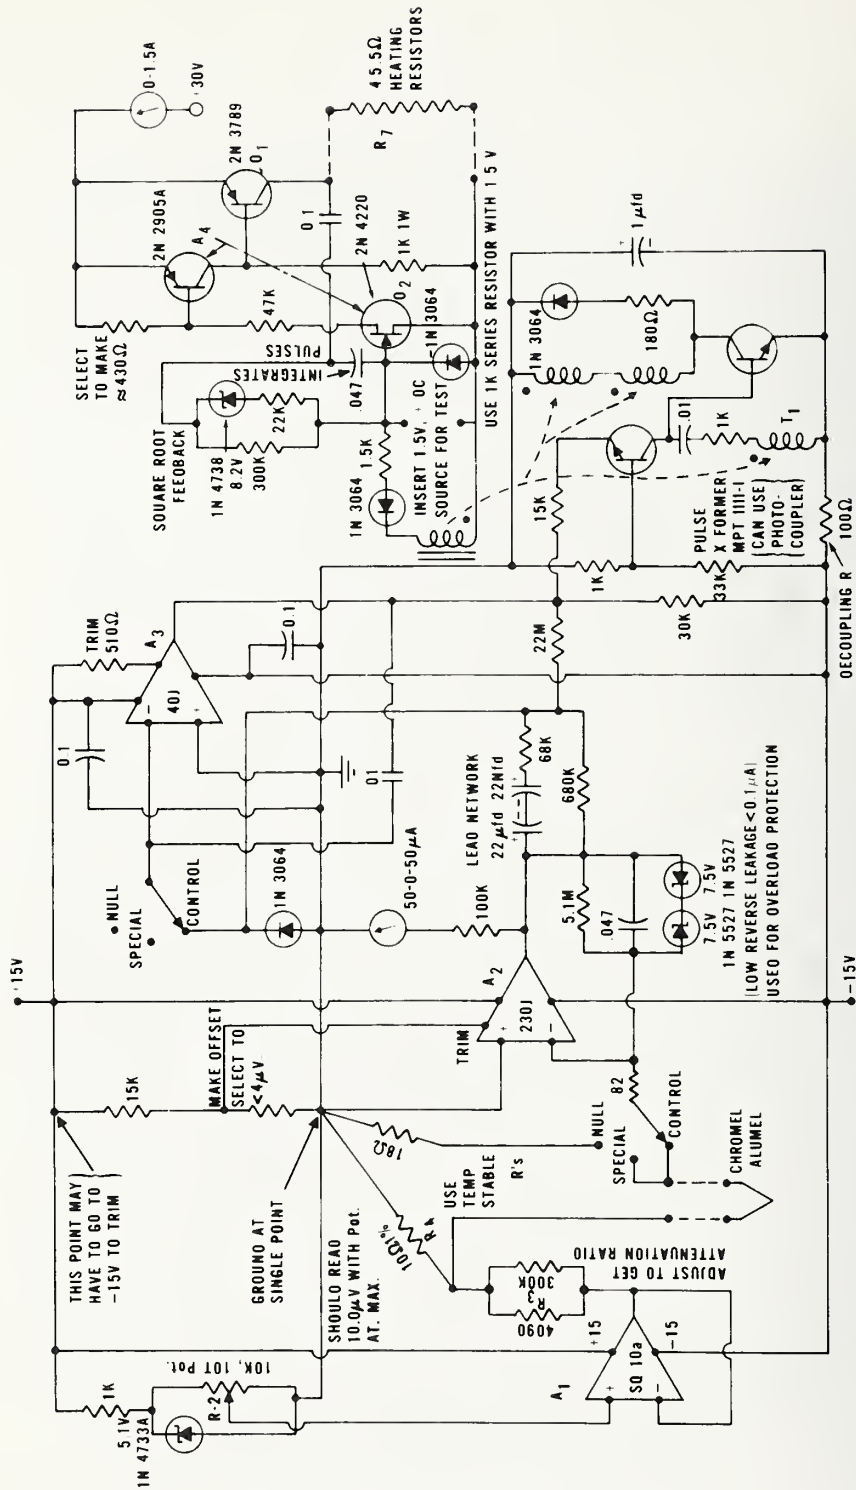 +15V
THIS POINT MAY
HAVE TO GO TO
-15V TO TRIM
15K
MAKE OFFSET
SELECT TO
<4μV
GROUND AT
SINGLE POINT
SHOULD READ
10.0μV WITH Pot.
AT. MAX.
1K
5.1V
1N 4733A
R-2
10K, 10T Pot.
A1
+15
SQ 10a
+
−
-15
4090
R3
300K
ADJUST TO GET
ATTENUATION RATIO
10Ω1%
R4
USE TEMP
STABLE
R's
18Ω
NULL
SPECIAL
CONTROL
CHROMEL
ALUMEL
82
TRIM
A2
230J
+
−
NULL
SPECIAL
CONTROL
1N 3064
50-0-50μA
100K
LEAD NETWORK
22μfd 22Nfd
68K
680K
5.1M
.047
7.5V 7.5V
1N 5527 1N 5527
(LOW REVERSE LEAKAGE<0.1μA)
USED FOR OVERLOAD PROTECTION
−15V
0.1
TRIM
510Ω
A3
40J
−
+
0.1
01
22M
30K
15K
1K
33K
PULSE
X FORMER
MPT 1111-1
(CAN USE
PHOTO-
COUPLER)
DECOUPLING R
100Ω
SQUARE ROOT
FEEDBACK
1N 4738
8.2V
300K
22K
INTEGRATES
PULSES
.047
1N 3064
1.5K
INSERT 1.5V, + DC
SOURCE FOR TEST
USE 1K SERIES RESISTOR WITH 1 5 V
SELECT
TO MAKE
≈430Ω
47K
2N 2905A
A4
2N 3789
Q1
2N 4220
Q2
1N 3064
1K 1W
0 1
0-1.5A
+30V
R7
4 5.5Ω
HEATING
RESISTORS
1N 3064
180Ω
1 μfd
.01
1K
T1